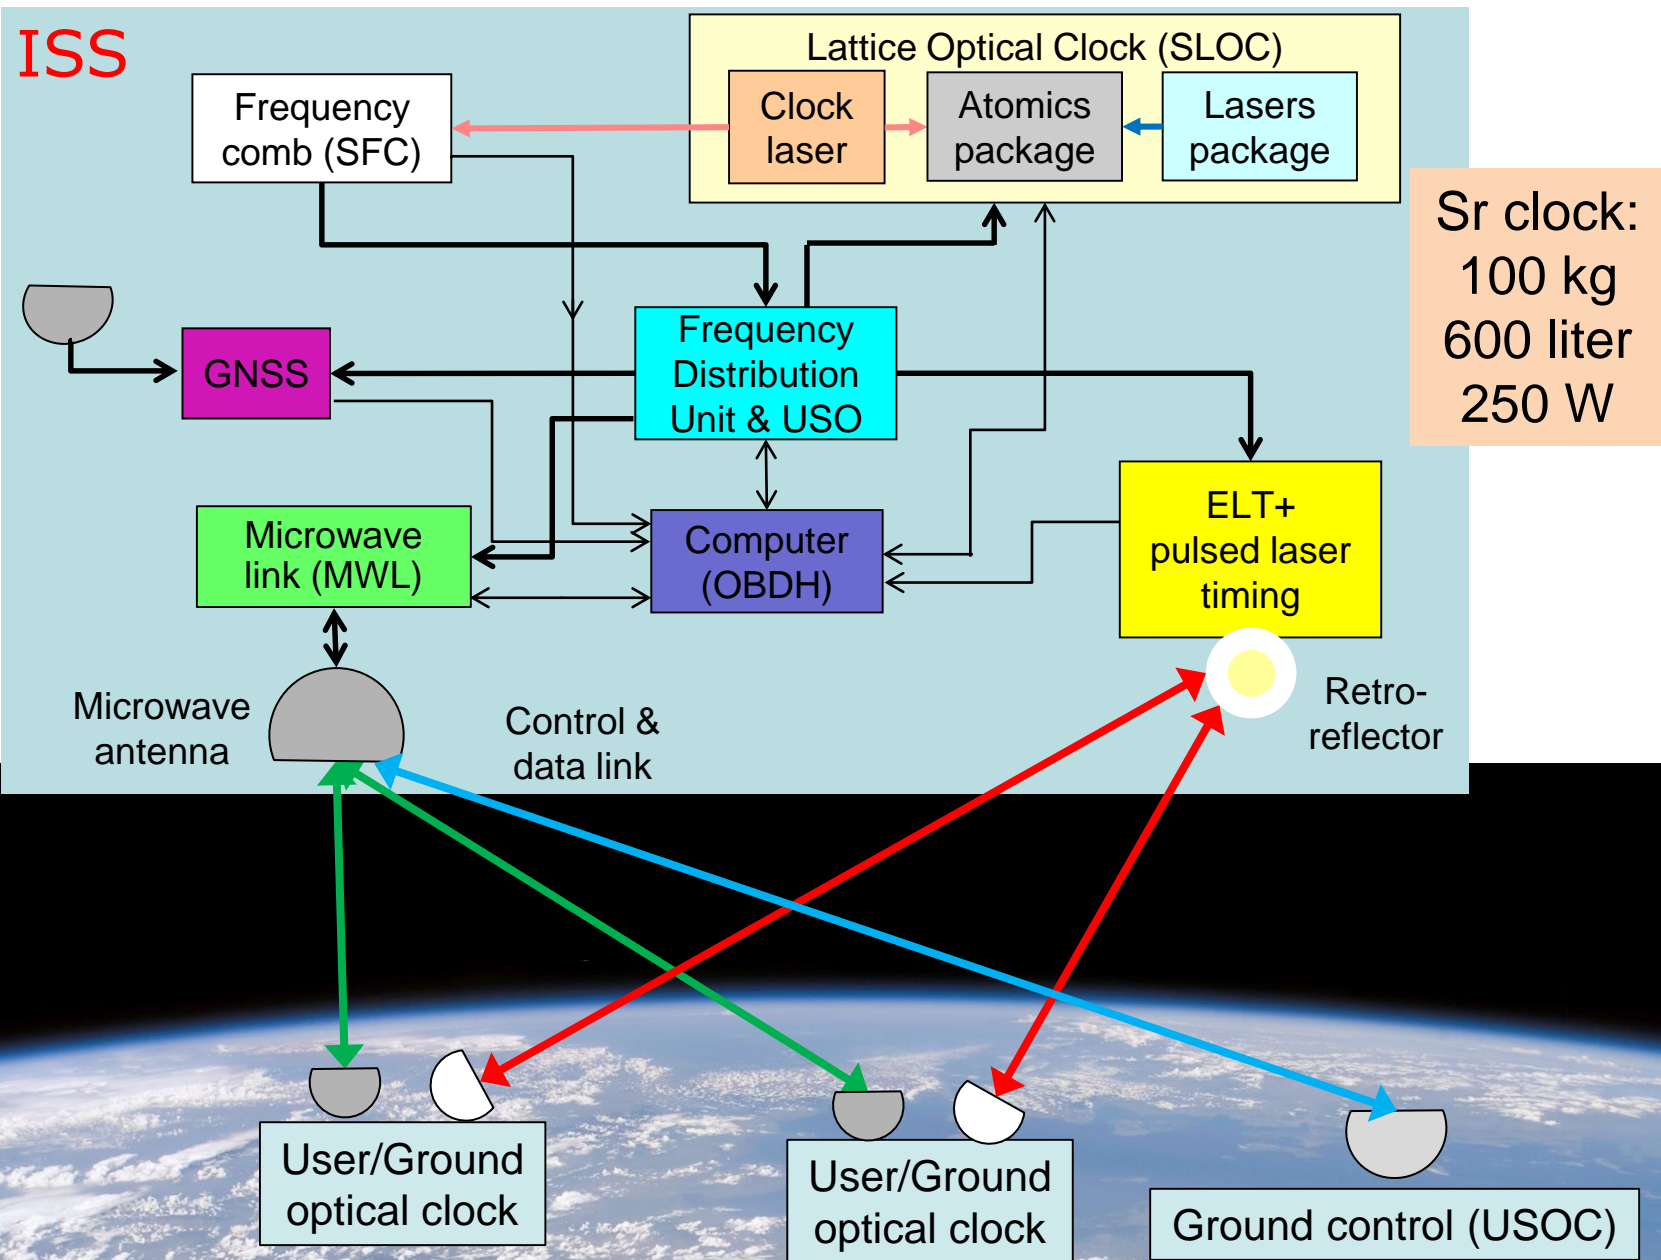 ISS
Lattice Optical Clock (SLOC)
Frequency
comb (SFC)
Clock
laser
Atomics
package
Lasers
package
Sr clock:
100 kg
600 liter
250 W
GNSS
Frequency
Distribution
Unit & USO
Microwave
link (MWL)
Computer
(OBDH)
ELT+
pulsed laser
timing
Microwave
antenna
Control &
data link
Retro-
reflector
User/Ground
optical clock
User/Ground
optical clock
Ground control (USOC)